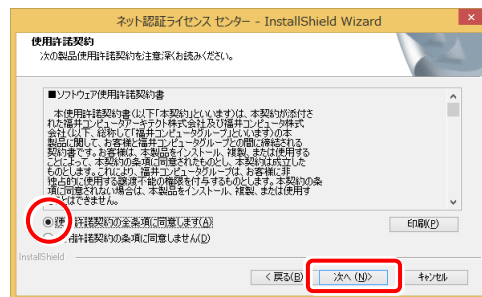 ネット認証ライセンス センター - InstallShield Wizard
使用許諾契約
次の製品使用許諾契約を注意深くお読みください。
■ソフトウェア使用許諾契約書
本使用許諾契約書(以下「本契約」といいます)は、本契約が添付さ
れた福井コンピュータアーキテクト株式会社及び福井コンピュータ株式
会社(以下、総称して「福井コンピュータグループ」といいます)の本
製品に関して、お客様と福井コンピュータグループとの間に締結される
契約書です。お客様は、本製品をインストール、複製、または使用する
ことによって、本契約の条項に同意されたものとし、本契約は成立した
ものとします。これにより、福井コンピュータグループは、お客様に非
独占的に使用する譲渡不能の権限を付与するものとします。本契約の条
項に同意されない場合は、本製品をインストール、複製、または使用す
ことはできません。
許諾契約の全条項に同意します(A)
許諾契約の条項に同意しません(D)
印刷(P)
InstallShield
< 戻る(B)
次へ (N)>
キャンセル